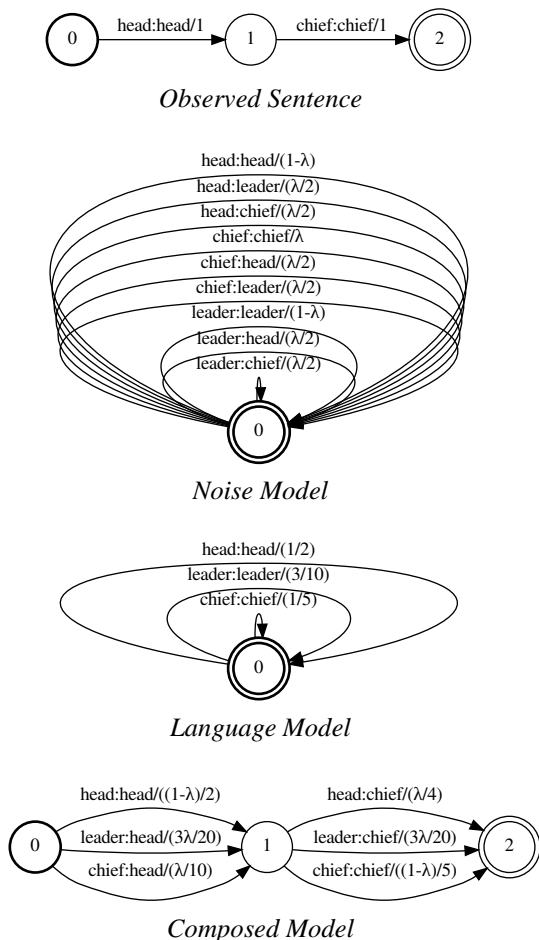 head:head/1
chief:chief/1
0
1
2
Observed Sentence
head:head/(1-λ)
head:leader/(λ/2)
head:chief/(λ/2)
chief:chief/λ
chief:head/(λ/2)
chief:leader/(λ/2)
leader:leader/(1-λ)
leader:head/(λ/2)
leader:chief/(λ/2)
0
Noise Model
head:head/(1/2)
leader:leader/(3/10)
chief:chief/(1/5)
0
Language Model
head:head/((1-λ)/2)
head:chief/(λ/4)
0
leader:head/(3λ/20)
1
leader:chief/(3λ/20)
2
chief:head/(λ/10)
chief:chief/((1-λ)/5)
Composed Model